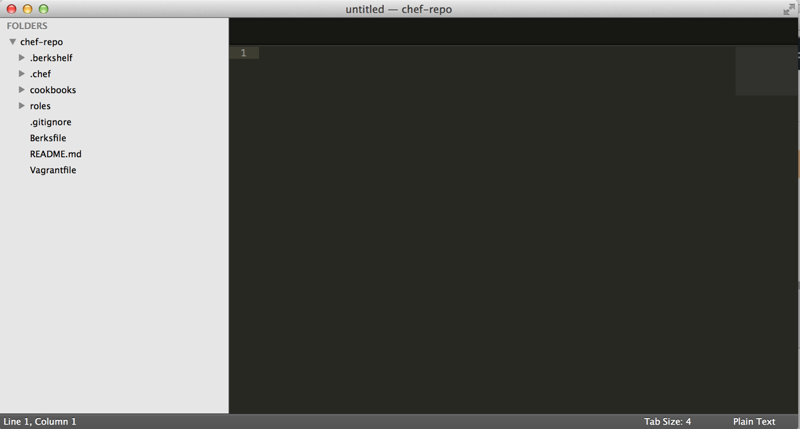 untitled — chef-repo
FOLDERS
chef-repo
.berkshelf
.chef
cookbooks
roles
.gitignore
Berksfile
README.md
Vagrantfile
1
Line 1, Column 1
Tab Size: 4
Plain Text